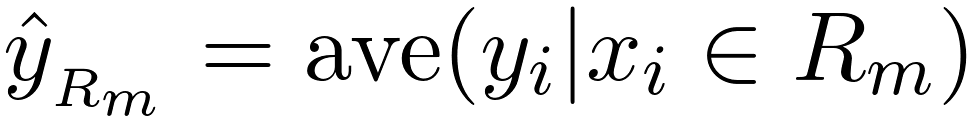 ŷ_{R_m} = ave(y_i|x_i ∈ R_m)